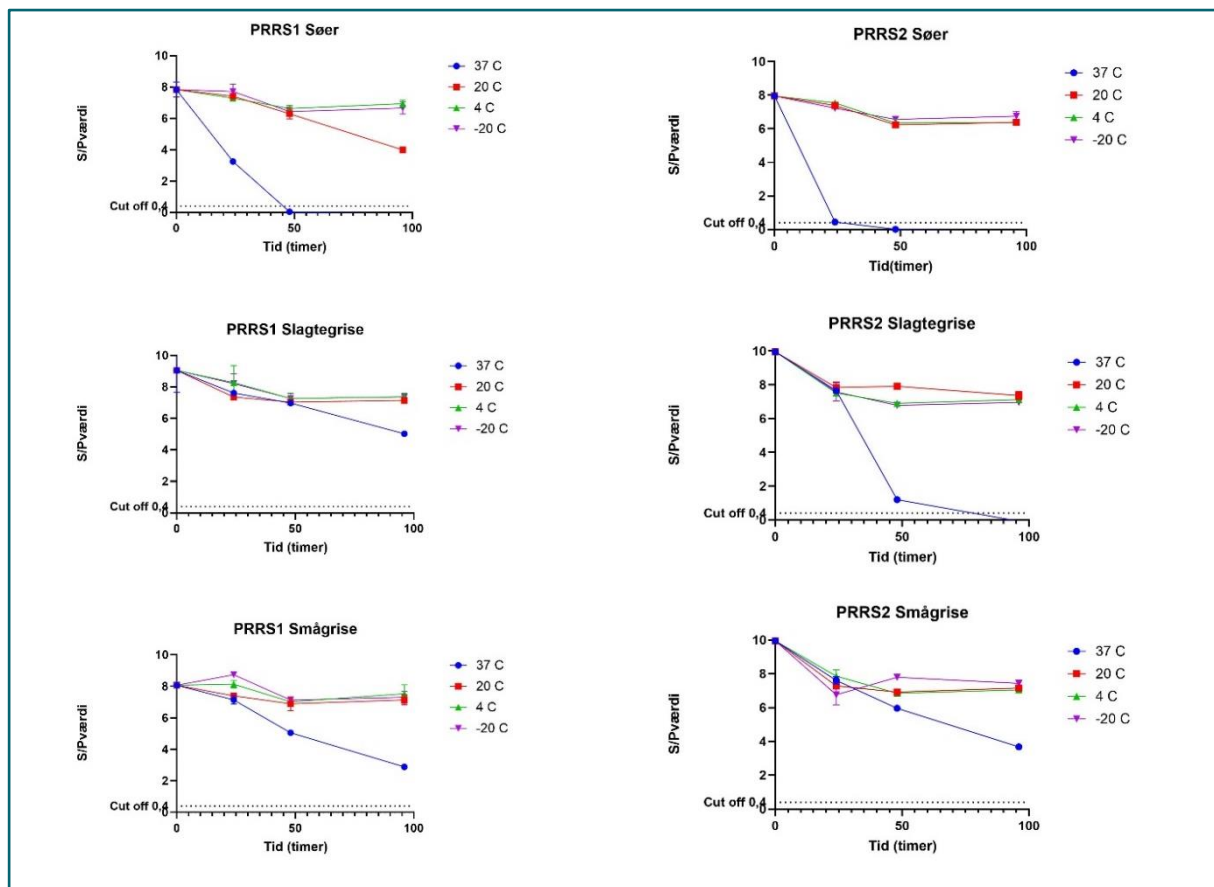 PRRS1 Søer
S/Pværdi
10
8
6
4
2
0
Cut off 0,4
0
50
100
Tid (timer)
37 C
20 C
4 C
-20 C
PRRS2 Søer
S/Pværdi
10
8
6
4
2
0
Cut off 0,4
0
50
100
Tid(timer)
37 C
20 C
4 C
-20 C
PRRS1 Slagtegrise
S/Pværdi
10
8
6
4
2
0
Cut off 0,4
0
50
100
Tid (timer)
37 C
20 C
4 C
-20 C
PRRS2 Slagtegrise
S/Pværdi
10
8
6
4
2
0
Cut off 0,4
0
50
100
Tid (timer)
37 C
20 C
4 C
-20 C
PRRS1 Smågrise
S/Pværdi
10
8
6
4
2
0
Cut off 0,4
0
50
100
Tid (timer)
37 C
20 C
4 C
-20 C
PRRS2 Smågrise
S/Pværdi
10
8
6
4
2
0
Cut off 0,4
0
50
100
Tid (timer)
37 C
20 C
4 C
-20 C